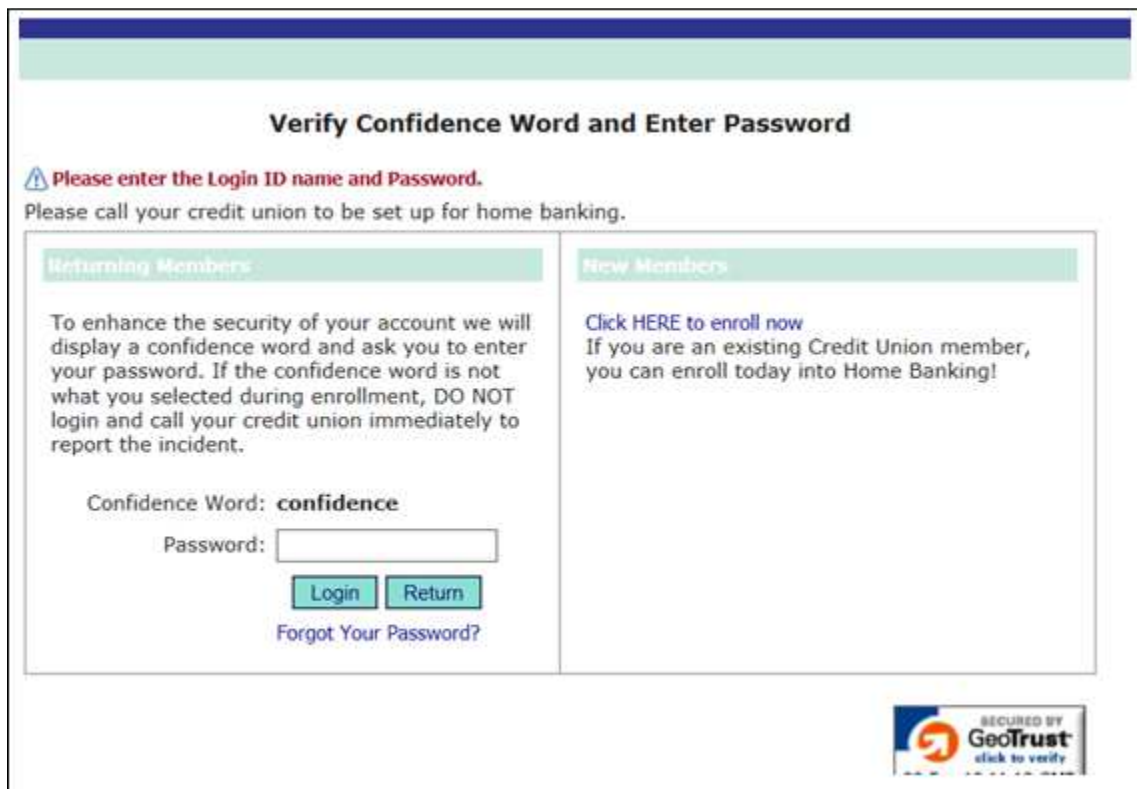 Verify Confidence Word and Enter Password
Please enter the Login ID name and Password.
Please call your credit union to be set up for home banking.
Returning Members
To enhance the security of your account we will
display a confidence word and ask you to enter
your password. If the confidence word is not
what you selected during enrollment, DO NOT
login and call your credit union immediately to
report the incident.
Confidence Word: confidence
Password:
Login Return
Forgot Your Password?
New Members
Click HERE to enroll now
If you are an existing Credit Union member,
you can enroll today into Home Banking!
SECURED BY
GeoTrust
click to verify